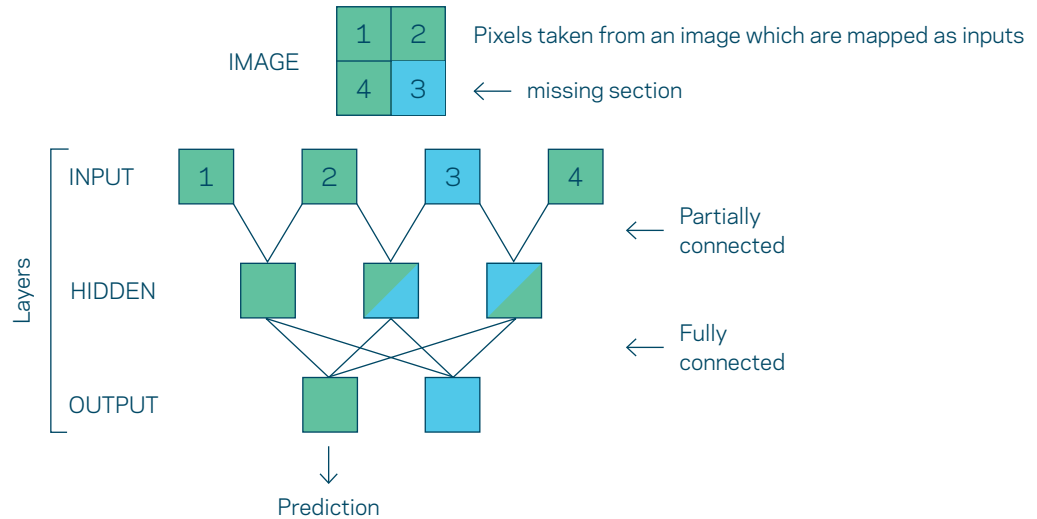 1 2
Pixels taken from an image which are mapped as inputs
IMAGE
4 3
missing section
INPUT
1 2 3 4
Partially
connected
Layers
HIDDEN
Fully
connected
OUTPUT
Prediction